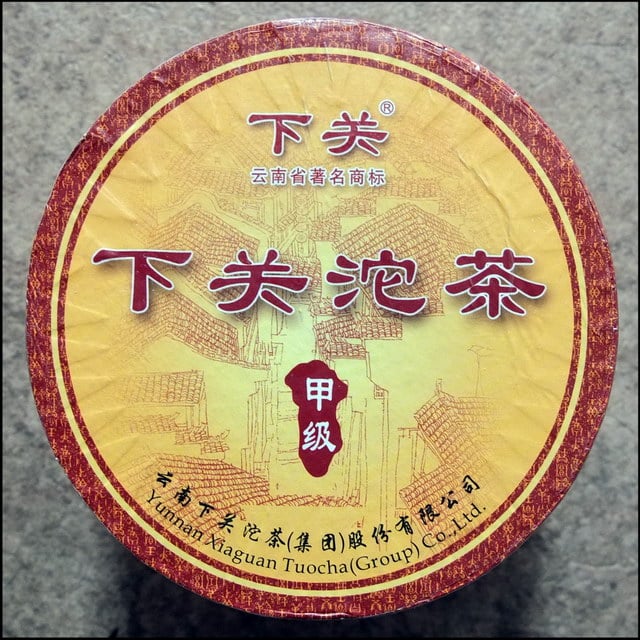 下关®
云南省著名商标
下关沱茶
甲级
云南下关沱茶(集团)股份有限公司
Yunnan Xiaguan Tuocha(Group) Co.,Ltd.